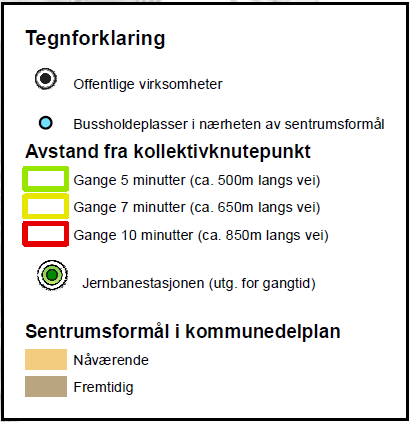 Tegnforklaring
Offentlige virksomheter
Bussholdeplasser i nærheten av sentrumsformål
Avstand fra kollektivknutepunkt
Gange 5 minutter (ca. 500m langs vei)
Gange 7 minutter (ca. 650m langs vei)
Gange 10 minutter (ca. 850m langs vei)
Jernbanestasjonen (utg. for gangtid)
Sentrumsformål i kommunedelplan
Nåværende
Fremtidig